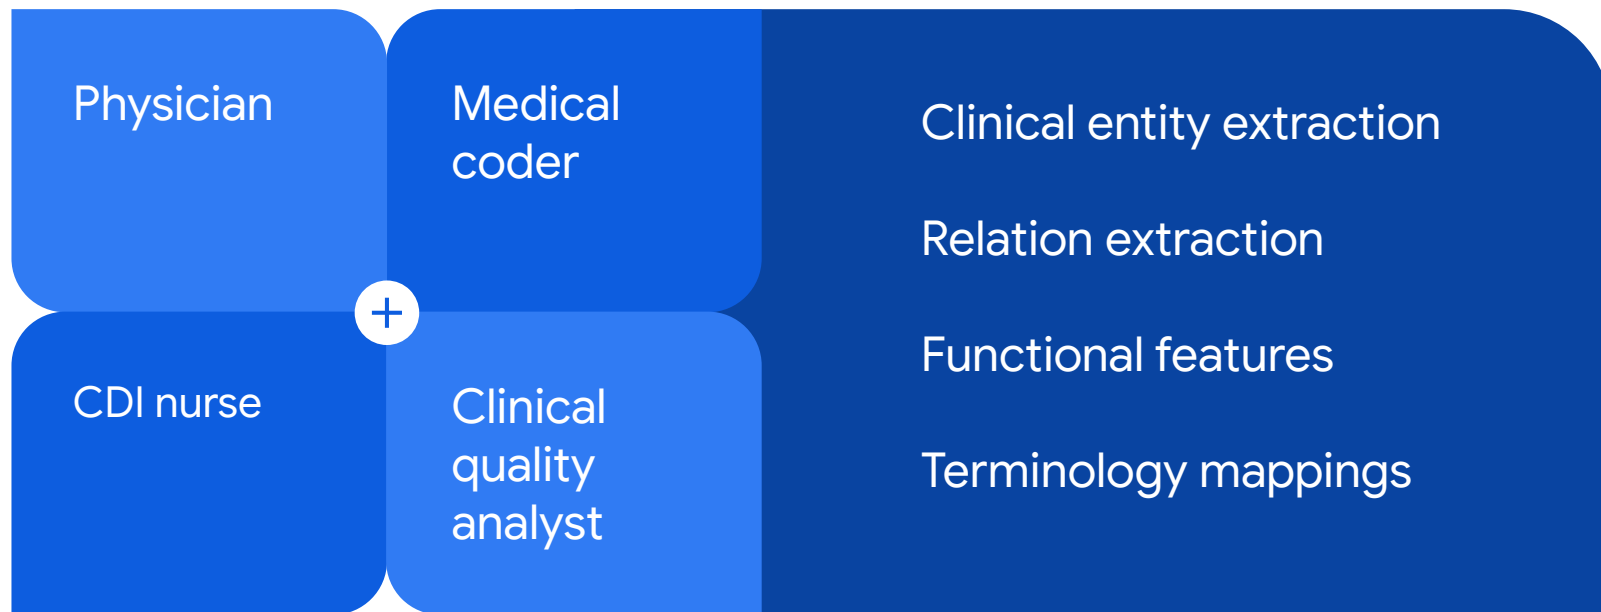 Physician
Medical
coder
CDI nurse
Clinical
quality
analyst
Clinical entity extraction
Relation extraction
Functional features
Terminology mappings